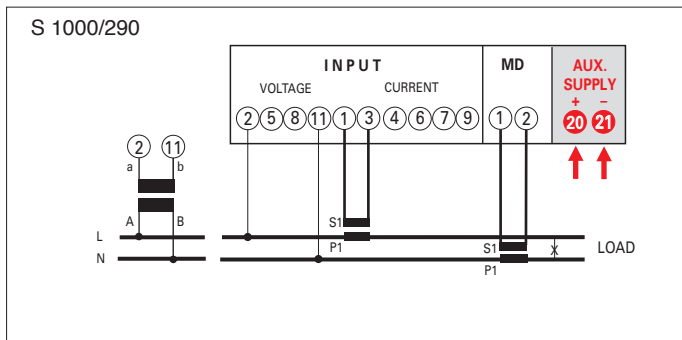 S 1000/290
INPUT
MD
AUX. SUPPLY
VOLTAGE
CURRENT
+ −
2 5 8 11 1 3 4 6 7 9
1 2
20 21
2 11
a b
A B
S1
L
P1
S1
X
LOAD
N
P1